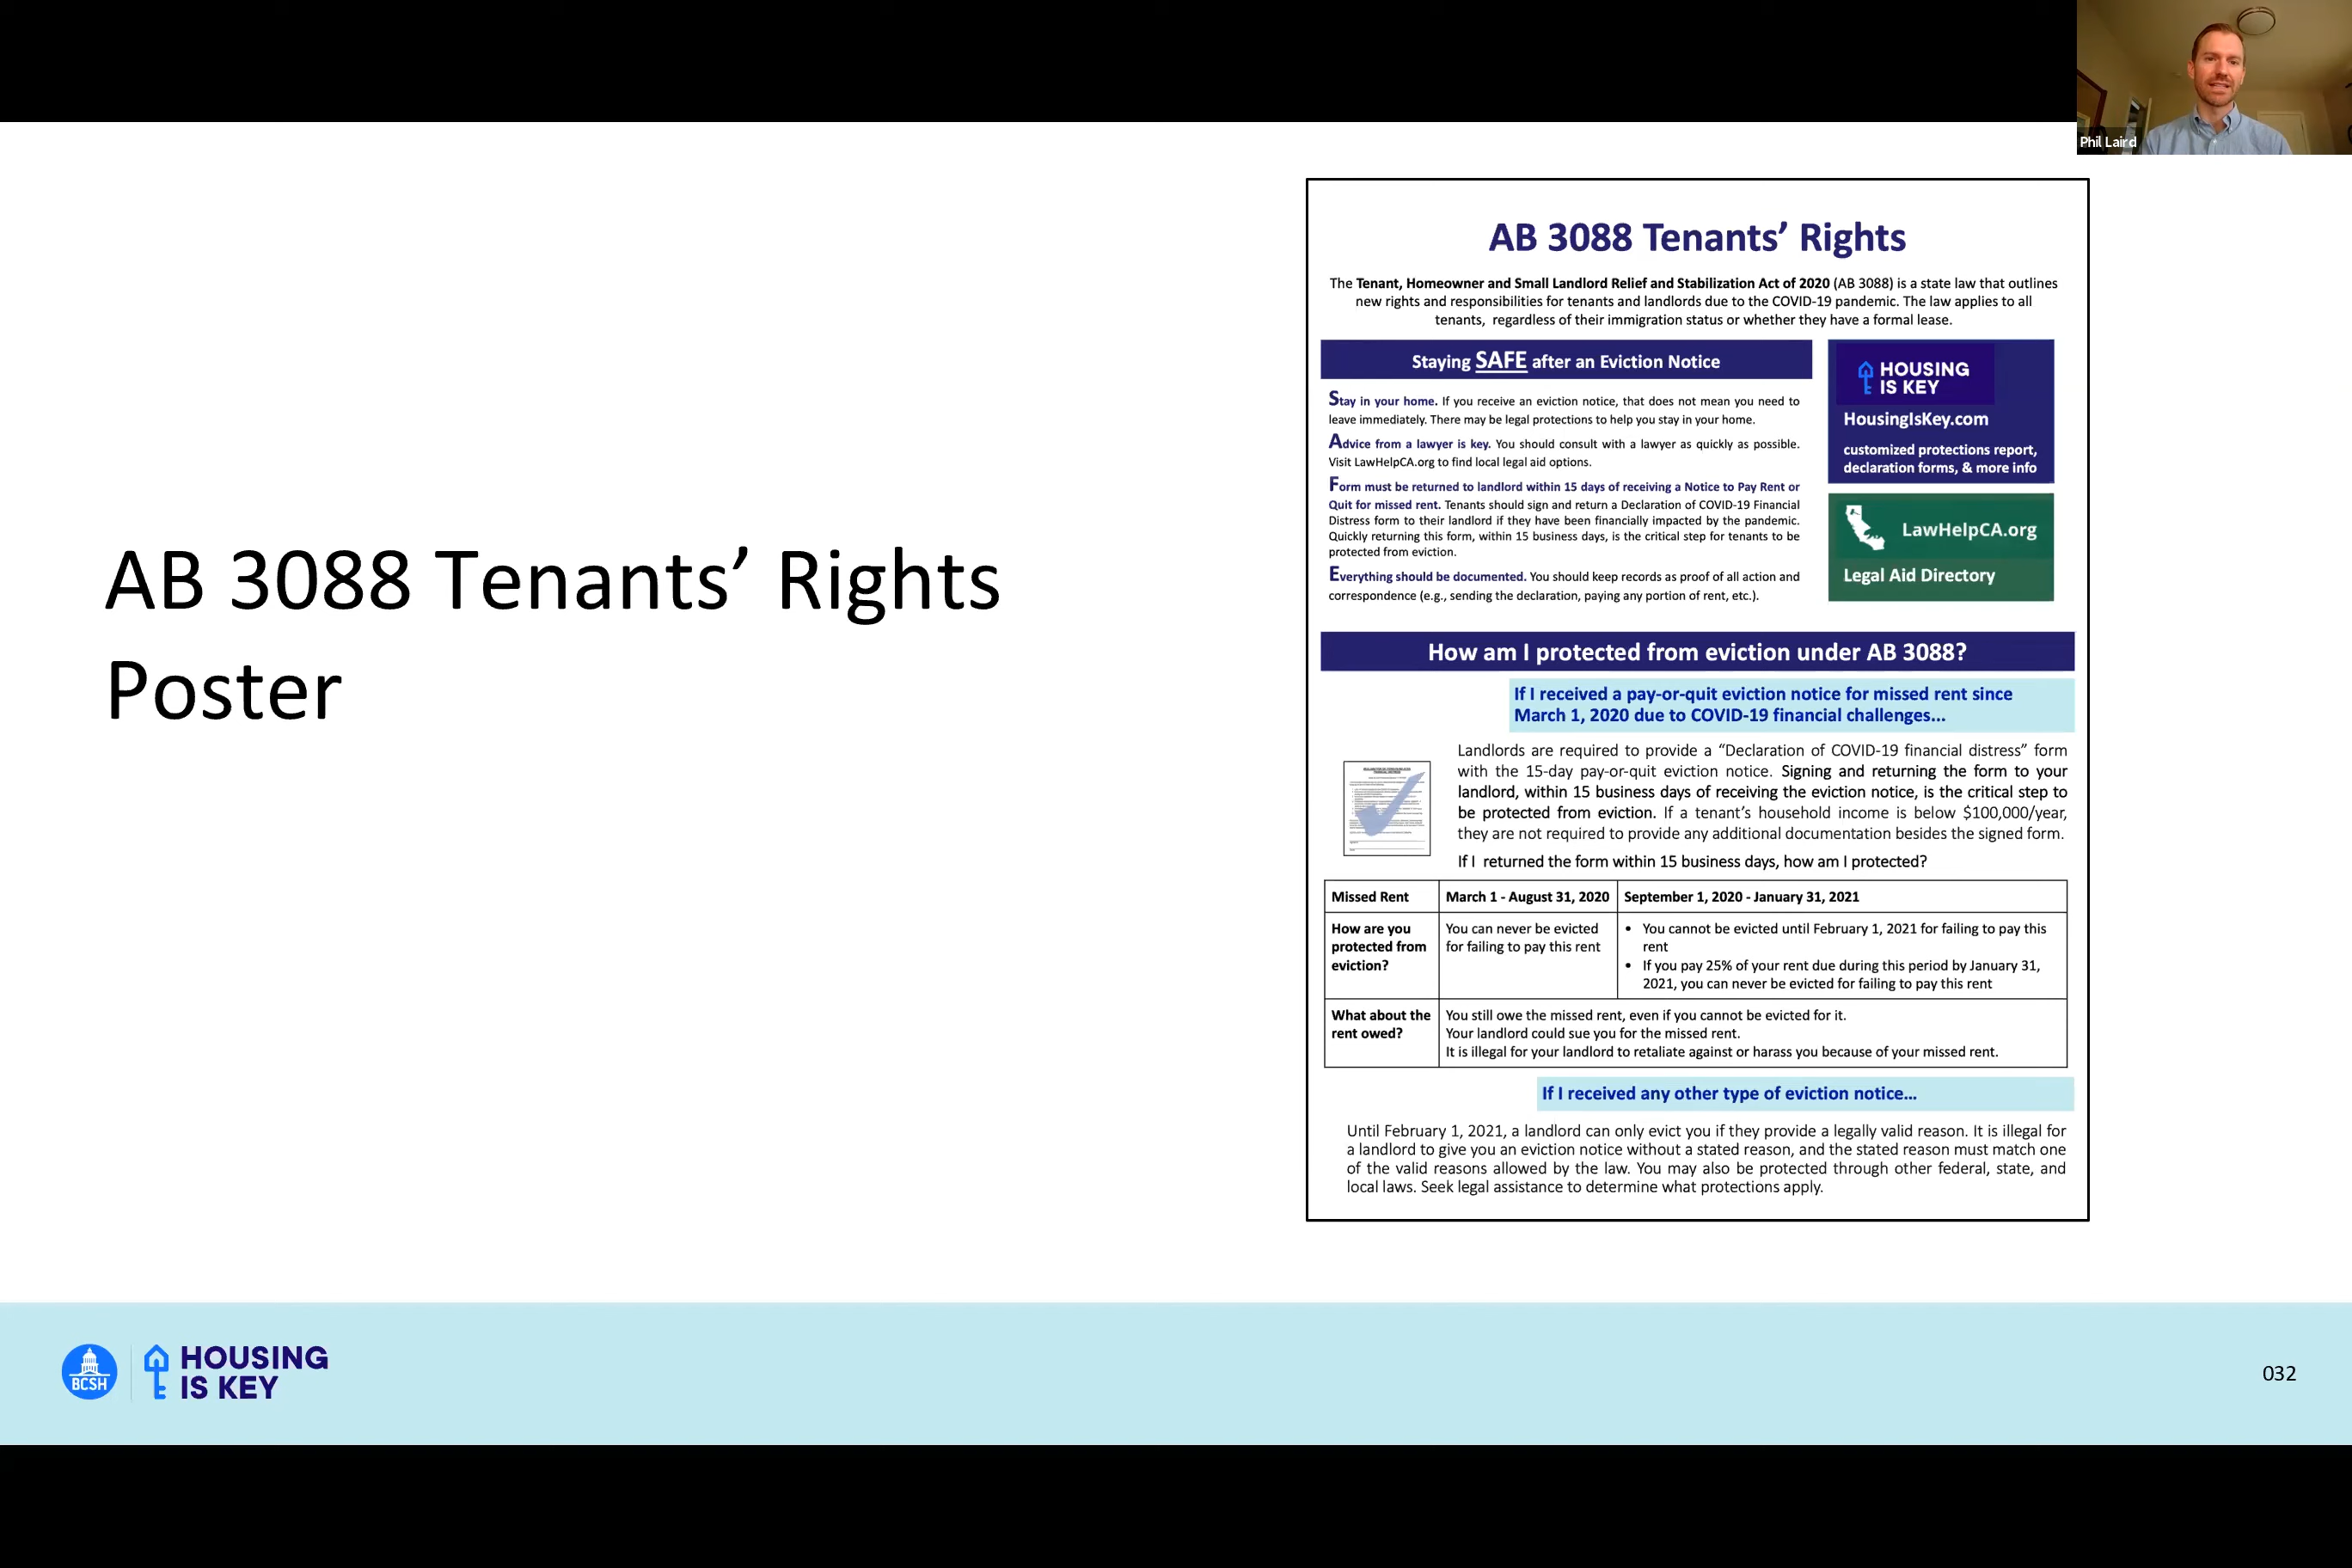 Phil Laird
AB 3088 Tenants’ Rights
Poster
AB 3088 Tenants’ Rights
The Tenant, Homeowner and Small Landlord Relief and Stabilization Act of 2020 (AB 3088) is a state law that outlines
new rights and responsibilities for tenants and landlords due to the COVID-19 pandemic. The law applies to all
tenants, regardless of their immigration status or whether they have a formal lease.
Staying SAFE after an Eviction Notice
Stay in your home. If you receive an eviction notice, that does not mean you need to
leave immediately. There may be legal protections to help you stay in your home.
Advice from a lawyer is key. You should consult with a lawyer as quickly as possible.
Visit LawHelpCA.org to find local legal aid options.
Form must be returned to landlord within 15 days of receiving a Notice to Pay Rent or
Quit for missed rent. Tenants should sign and return a Declaration of COVID-19 Financial
Distress form to their landlord if they have been financially impacted by the pandemic.
Quickly returning this form, within 15 business days, is the critical step for tenants to be
protected from eviction.
Everything should be documented. You should keep records as proof of all action and
correspondence (e.g., sending the declaration, paying any portion of rent, etc.).
HOUSING
IS KEY
HousingIsKey.com
customized protections report,
declaration forms, & more info
LawHelpCA.org
Legal Aid Directory
How am I protected from eviction under AB 3088?
If I received a pay-or-quit eviction notice for missed rent since
March 1, 2020 due to COVID-19 financial challenges...
Landlords are required to provide a “Declaration of COVID-19 financial distress” form
with the 15-day pay-or-quit eviction notice. Signing and returning the form to your
landlord, within 15 business days of receiving the eviction notice, is the critical step to
be protected from eviction. If a tenant’s household income is below $100,000/year,
they are not required to provide any additional documentation besides the signed form.
If I returned the form within 15 business days, how am I protected?
Missed Rent
March 1 - August 31, 2020
September 1, 2020 - January 31, 2021
How are you
protected from
eviction?
You can never be evicted
for failing to pay this rent
• You cannot be evicted until February 1, 2021 for failing to pay this
rent
• If you pay 25% of your rent due during this period by January 31,
2021, you can never be evicted for failing to pay this rent
What about the
rent owed?
You still owe the missed rent, even if you cannot be evicted for it.
Your landlord could sue you for the missed rent.
It is illegal for your landlord to retaliate against or harass you because of your missed rent.
If I received any other type of eviction notice...
Until February 1, 2021, a landlord can only evict you if they provide a legally valid reason. It is illegal for
a landlord to give you an eviction notice without a stated reason, and the stated reason must match one
of the valid reasons allowed by the law. You may also be protected through other federal, state, and
local laws. Seek legal assistance to determine what protections apply.
BCSH
HOUSING
IS KEY
032